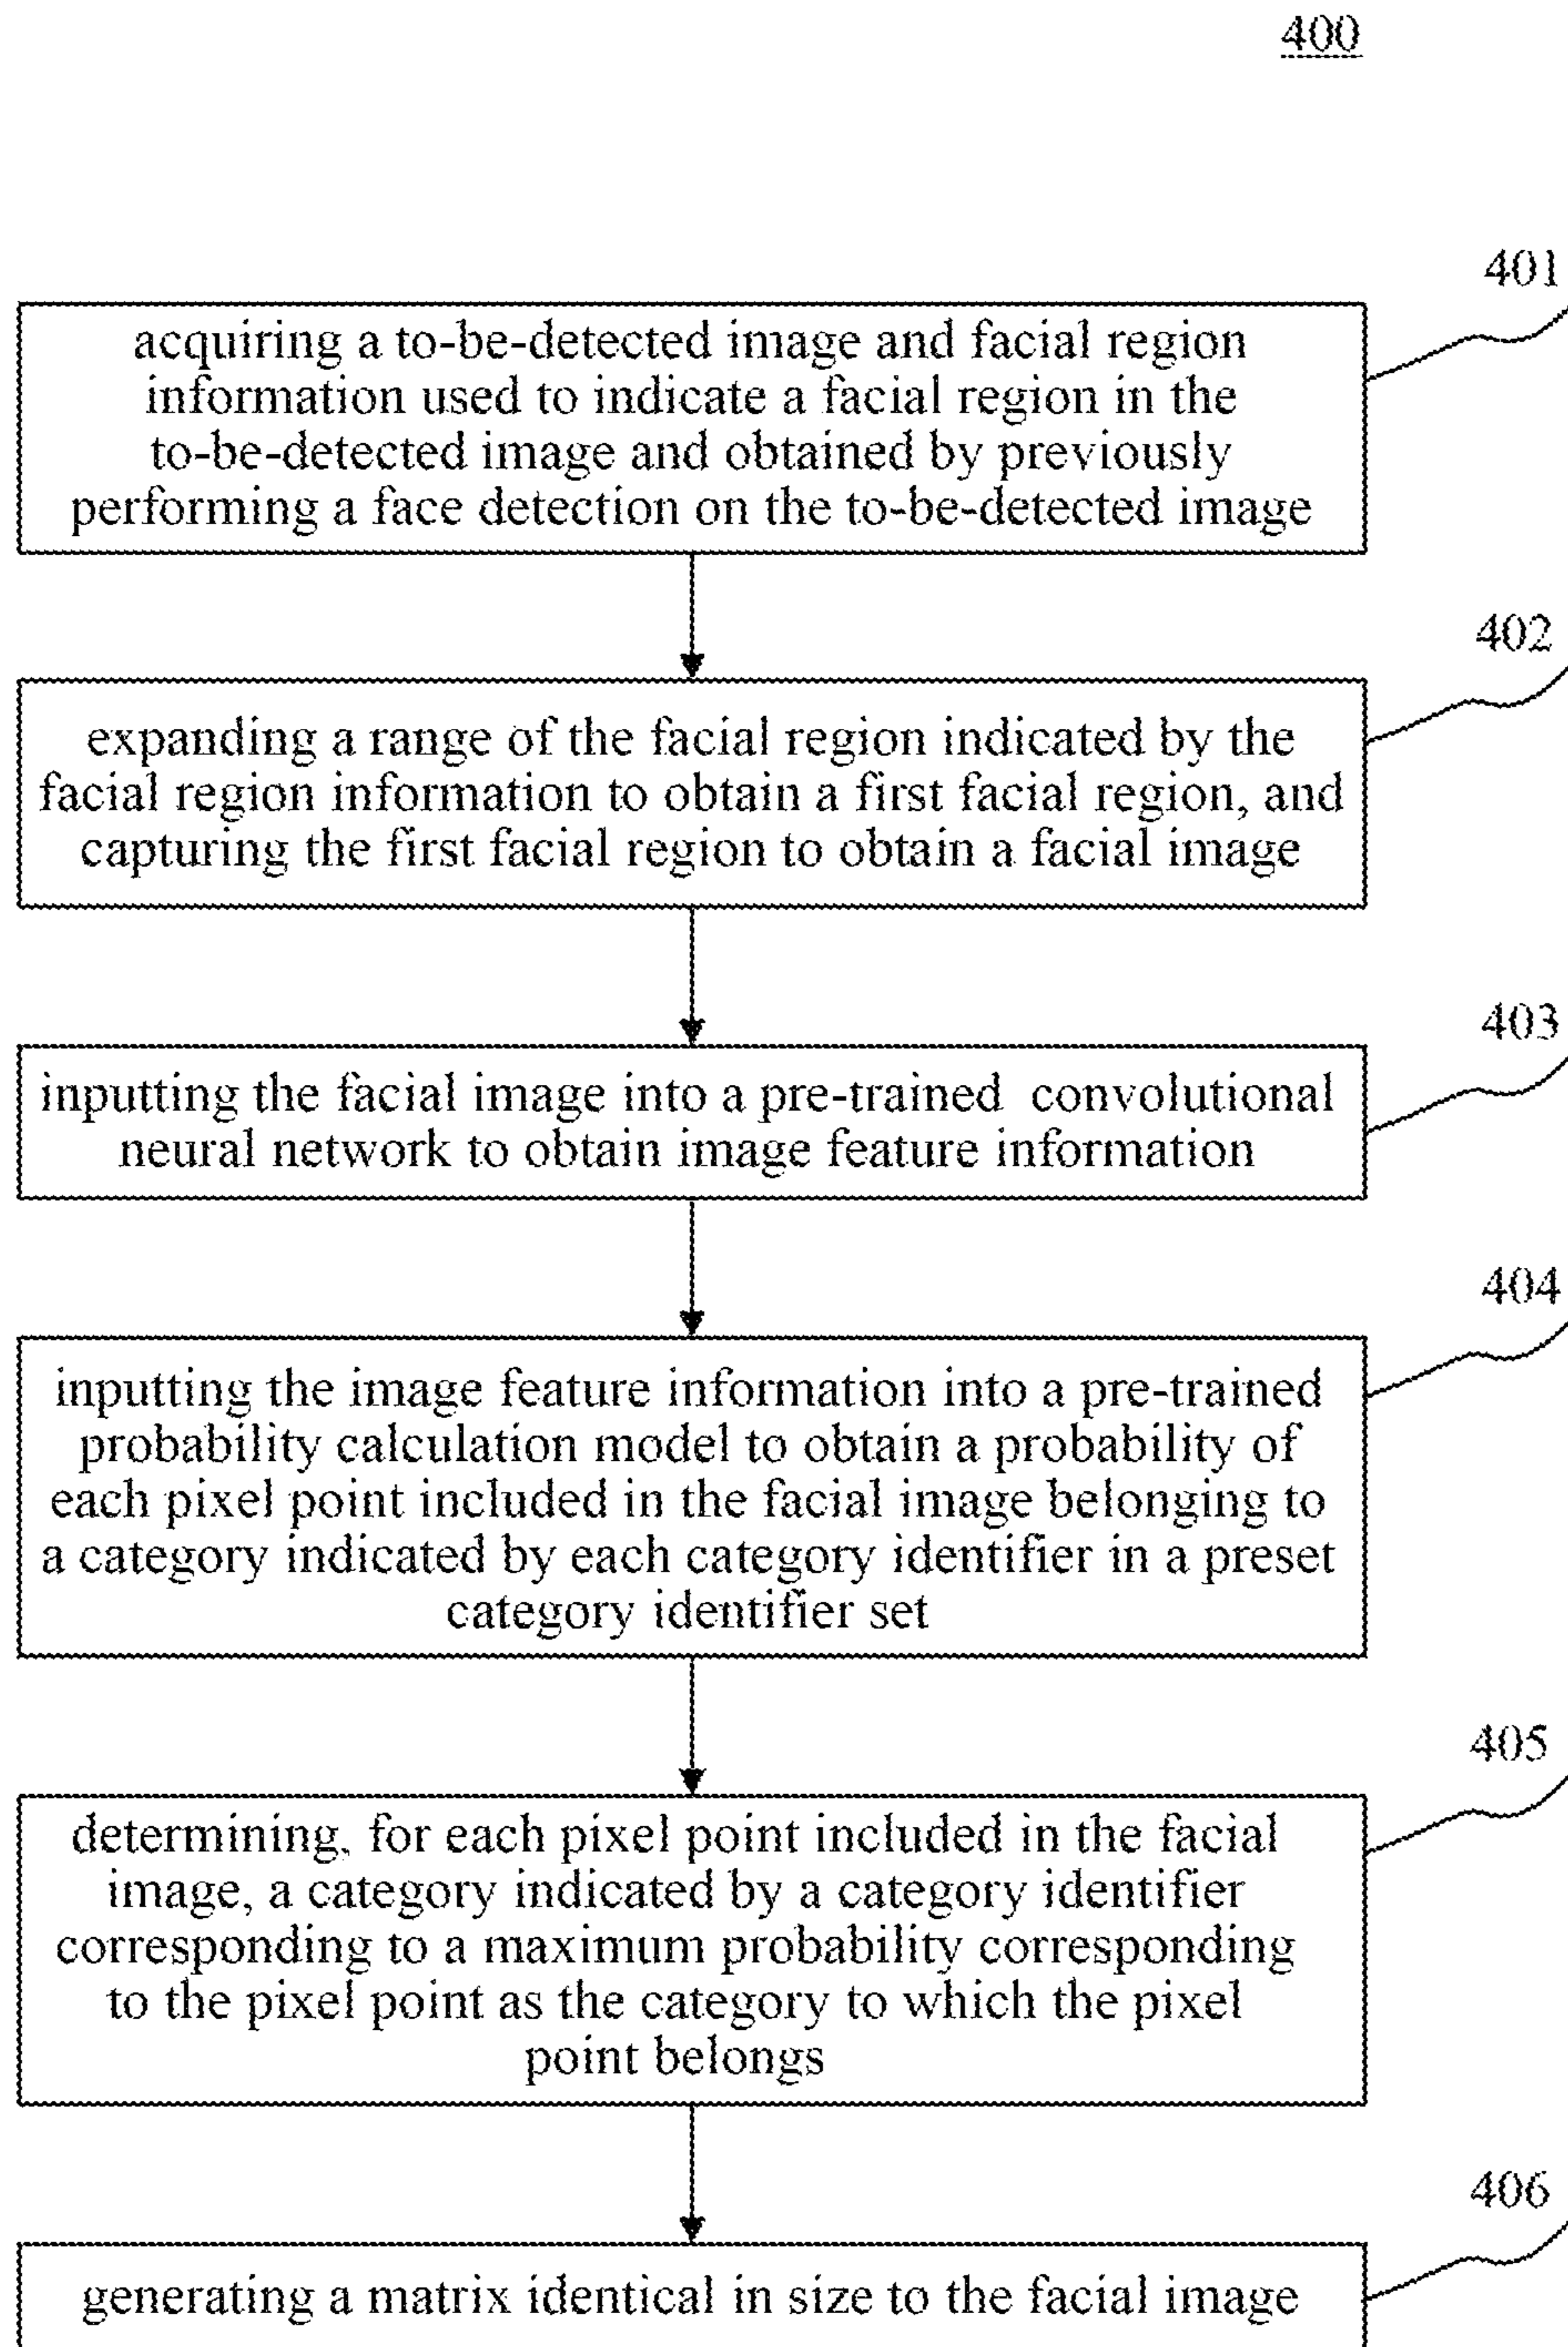 400
401
acquiring a to-be-detected image and facial region
information used to indicate a facial region in the
to-be-detected image and obtained by previously
performing a face detection on the to-be-detected image
402
expanding a range of the facial region indicated by the
facial region information to obtain a first facial region, and
capturing the first facial region to obtain a facial image
403
inputting the facial image into a pre-trained convolutional
neural network to obtain image feature information
404
inputting the image feature information into a pre-trained
probability calculation model to obtain a probability of
each pixel point included in the facial image belonging to
a category indicated by each category identifier in a preset
category identifier set
405
determining, for each pixel point included in the facial
image, a category indicated by a category identifier
corresponding to a maximum probability corresponding
to the pixel point as the category to which the pixel
point belongs
406
generating a matrix identical in size to the facial image